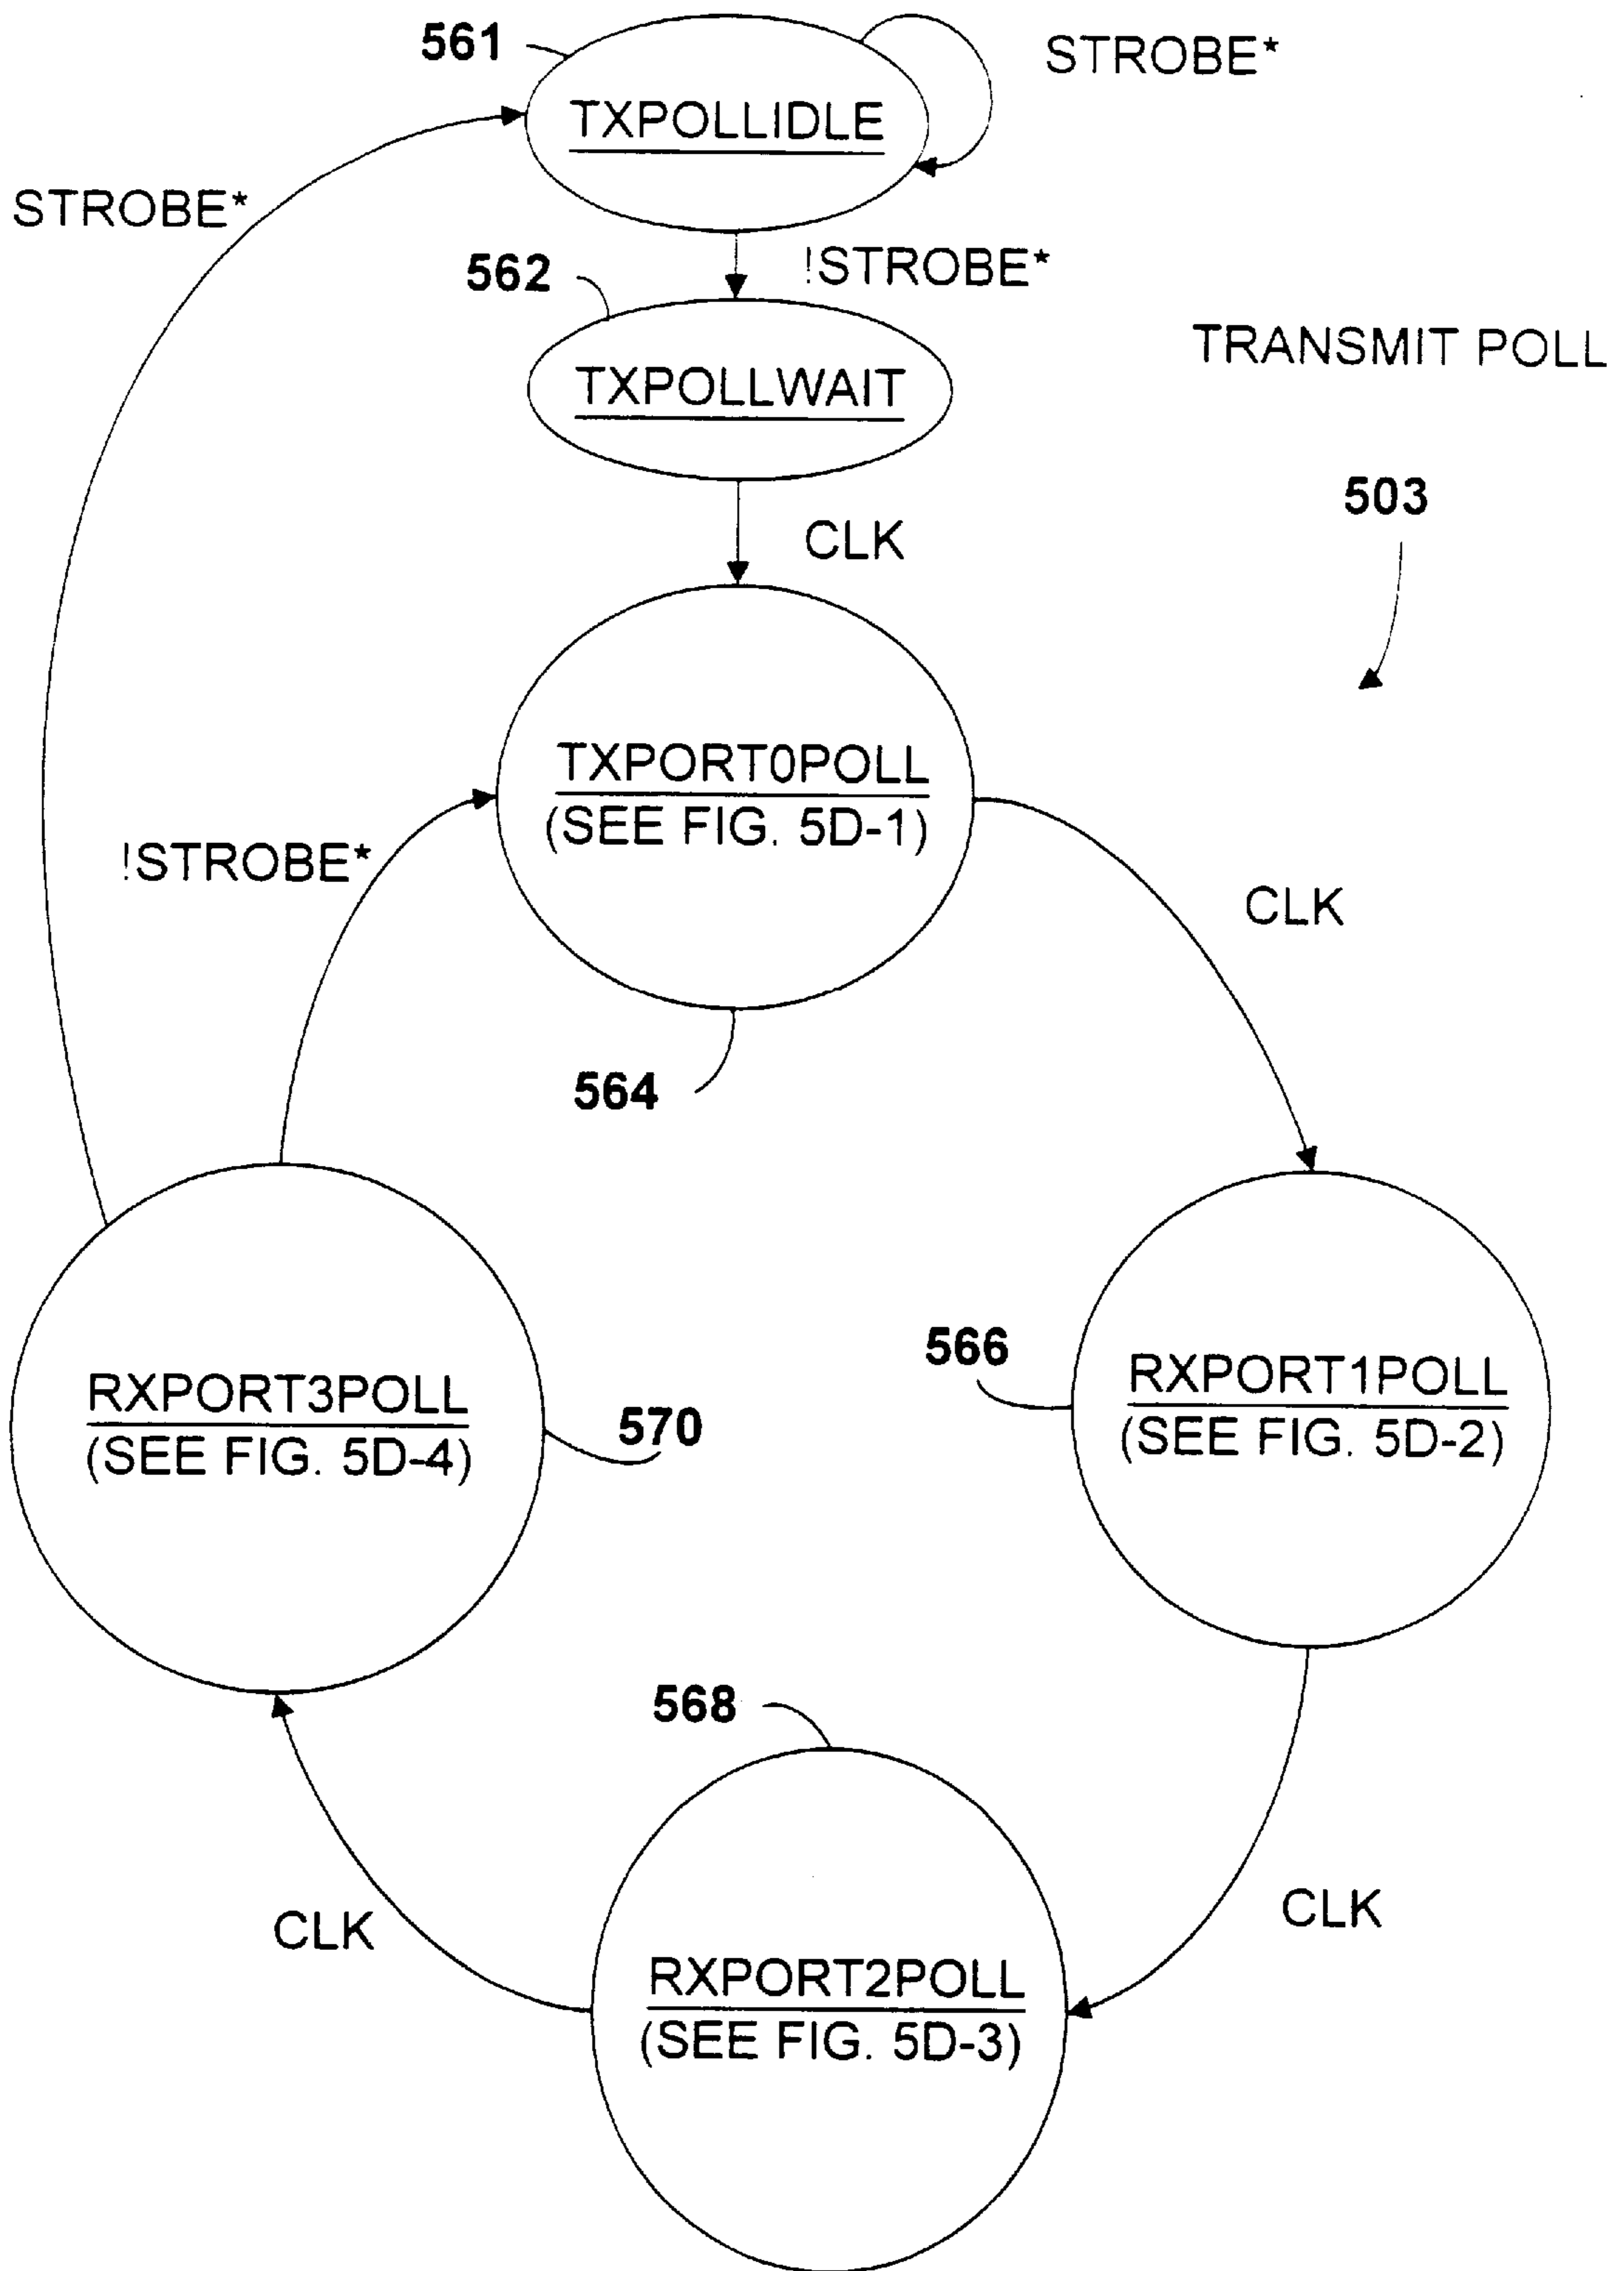 561
STROBE*
TXPOLLIDLE
STROBE*
562
!STROBE*
TRANSMIT POLL
TXPOLLWAIT
503
CLK
TXPORT0POLL
(SEE FIG. 5D-1)
!STROBE*
CLK
564
566
RXPORT1POLL
(SEE FIG. 5D-2)
RXPORT3POLL
(SEE FIG. 5D-4)
570
568
CLK
CLK
RXPORT2POLL
(SEE FIG. 5D-3)